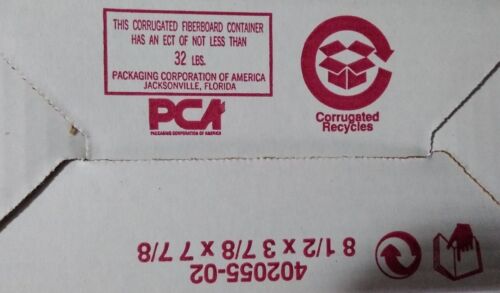 THIS CORRUGATED FIBERBOARD CONTAINER
HAS AN ECT OF NOT LESS THAN
32 LBS.
PACKAGING CORPORATION OF AMERICA
JACKSONVILLE, FLORIDA
PCA
PACKAGING CORPORATION OF AMERICA
Corrugated
Recycles
402055-02
8 1/2 x 3 7/8 x 7 7/8